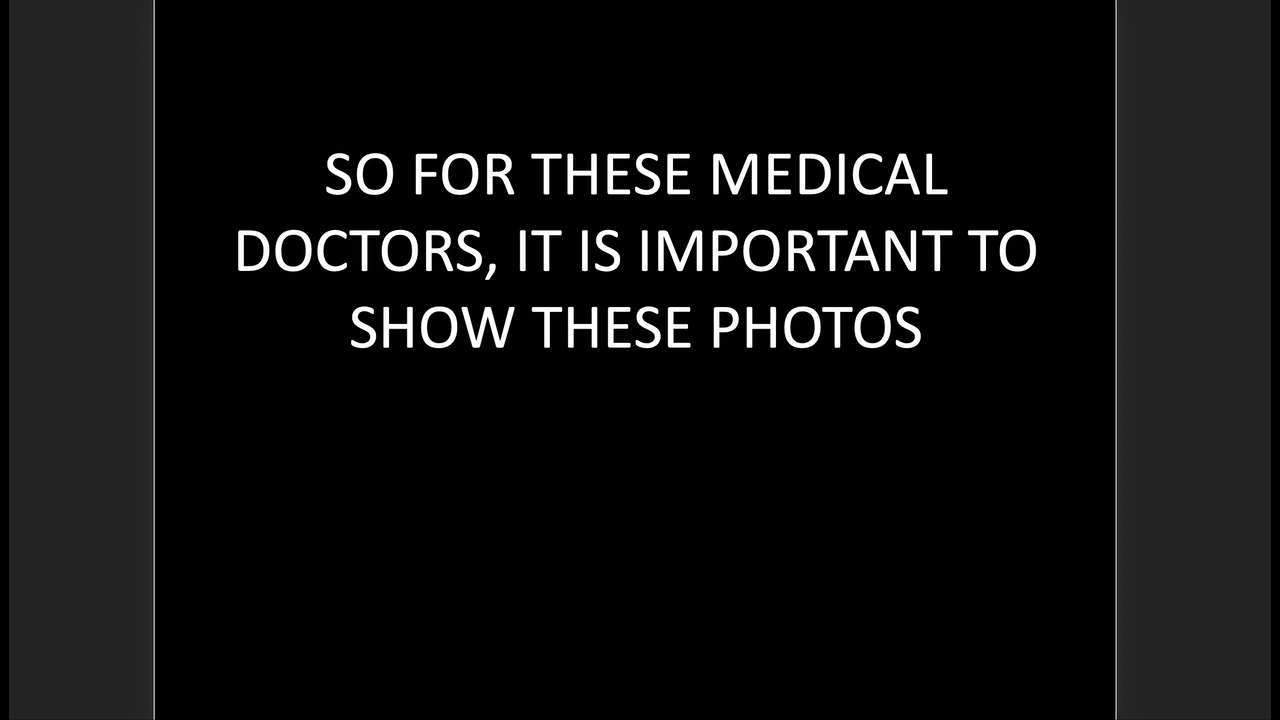 SO FOR THESE MEDICAL
DOCTORS, IT IS IMPORTANT TO
SHOW THESE PHOTOS